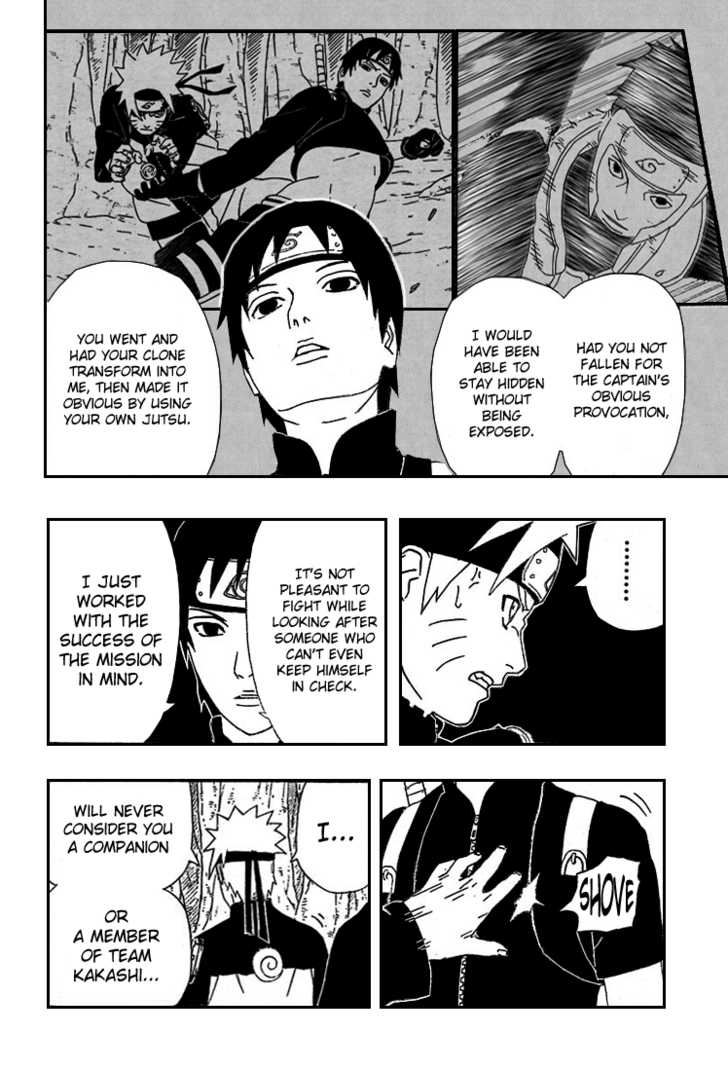 HAD YOU NOT
FALLEN FOR
THE CAPTAIN'S
OBVIOUS
PROVOCATION,
I WOULD
HAVE BEEN
ABLE TO
STAY HIDDEN
WITHOUT
BEING
EXPOSED.
YOU WENT AND
HAD YOUR CLONE
TRANSFORM INTO
ME, THEN MADE IT
OBVIOUS BY USING
YOUR OWN JUTSU.
........
IT'S NOT
PLEASANT TO
FIGHT WHILE
LOOKING AFTER
SOMEONE WHO
CAN'T EVEN
KEEP HIMSELF
IN CHECK.
I JUST
WORKED
WITH THE
SUCCESS OF
THE MISSION
IN MIND.
SHOVE
I...
WILL NEVER
CONSIDER YOU
A COMPANION
OR
A MEMBER
OF TEAM
KAKASHI...